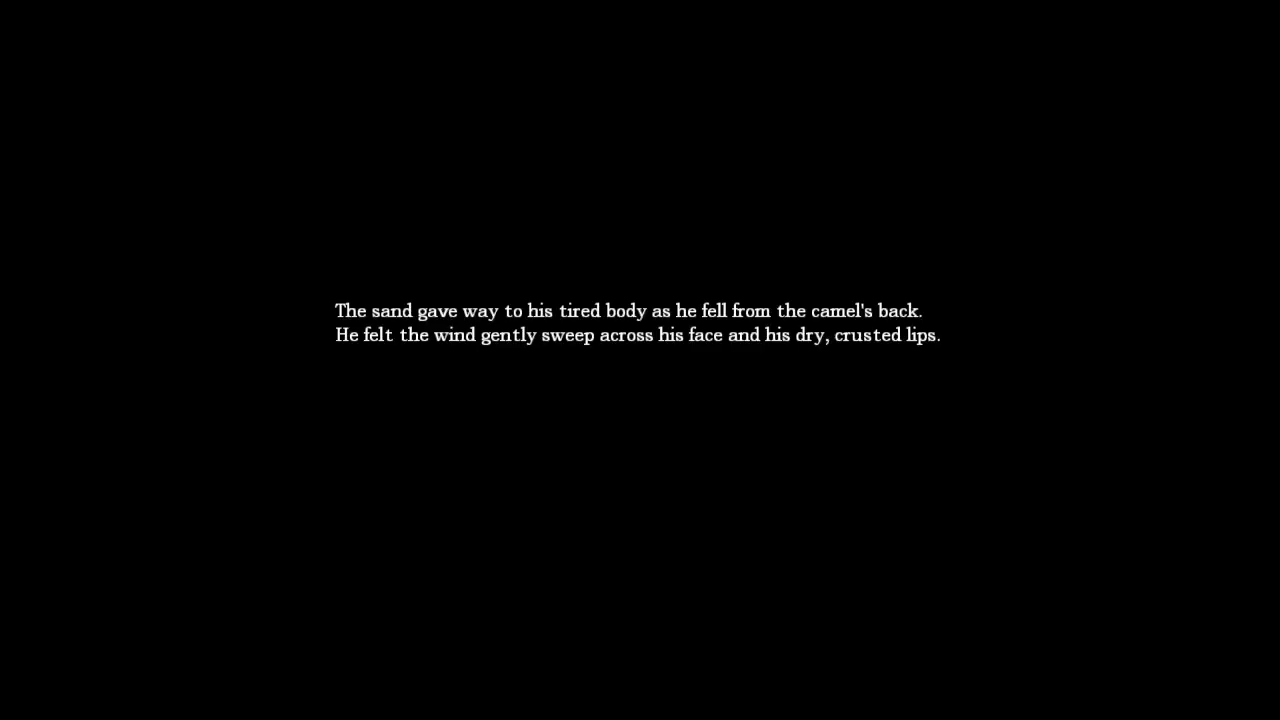 The sand gave way to his tired body as he fell from the camel's back.
He felt the wind gently sweep across his face and his dry, crusted lips.